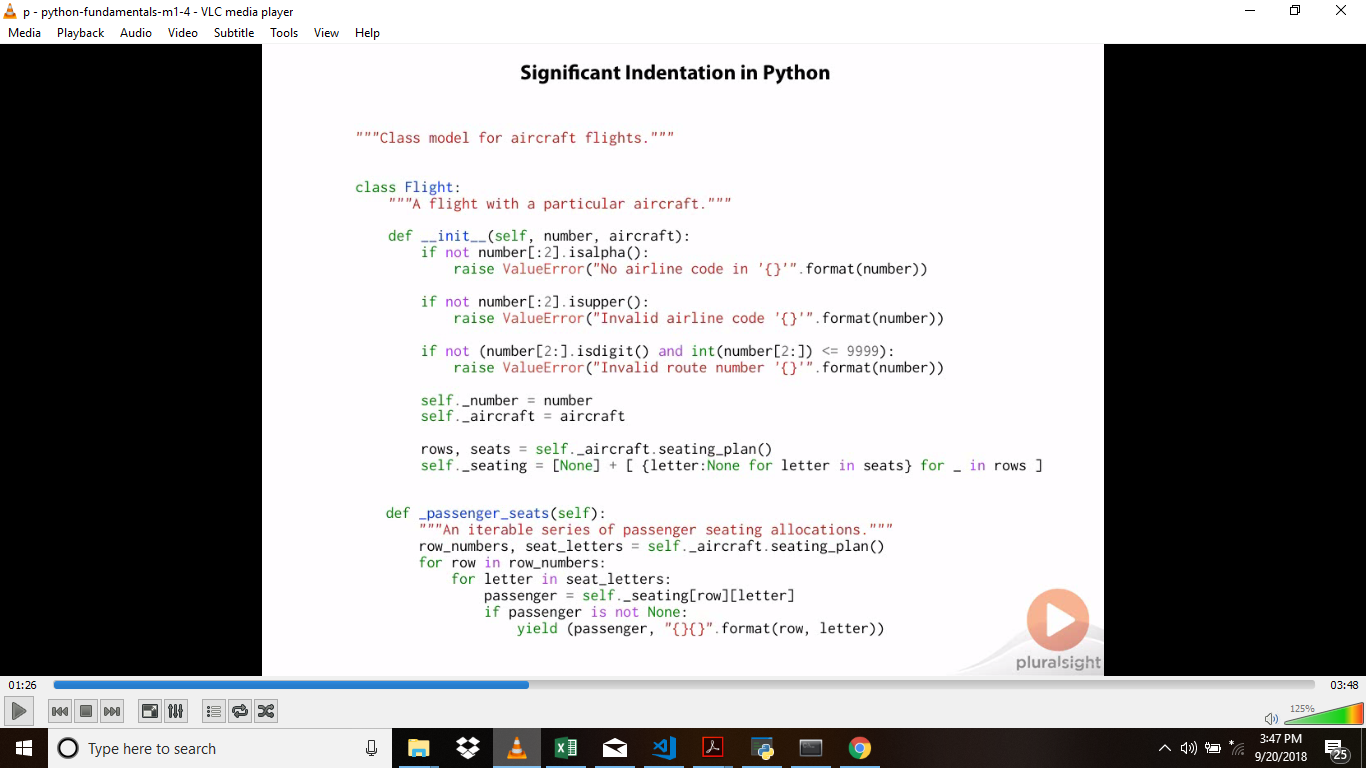 p - python-fundamentals-m1-4 - VLC media player
Media Playback Audio Video Subtitle Tools View Help
Significant Indentation in Python
"""Class model for aircraft flights."""
class Flight:
    """A flight with a particular aircraft."""
    def __init__(self, number, aircraft):
        if not number[:2].isalpha():
            raise ValueError("No airline code in '{}'".format(number))
        if not number[:2].isupper():
            raise ValueError("Invalid airline code '{}'".format(number))
        if not (number[2:].isdigit() and int(number[2:]) <= 9999):
            raise ValueError("Invalid route number '{}'".format(number))
        self._number = number
        self._aircraft = aircraft
        rows, seats = self._aircraft.seating_plan()
        self._seating = [None] + [ {letter:None for letter in seats} for _ in rows ]
    def _passenger_seats(self):
        """An iterable series of passenger seating allocations."""
        row_numbers, seat_letters = self._aircraft.seating_plan()
        for row in row_numbers:
            for letter in seat_letters:
                passenger = self._seating[row][letter]
                if passenger is not None:
                    yield (passenger, "{}{}".format(row, letter))
pluralsight
01:26 03:48
125%
Type here to search
3:47 PM
9/20/2018
25